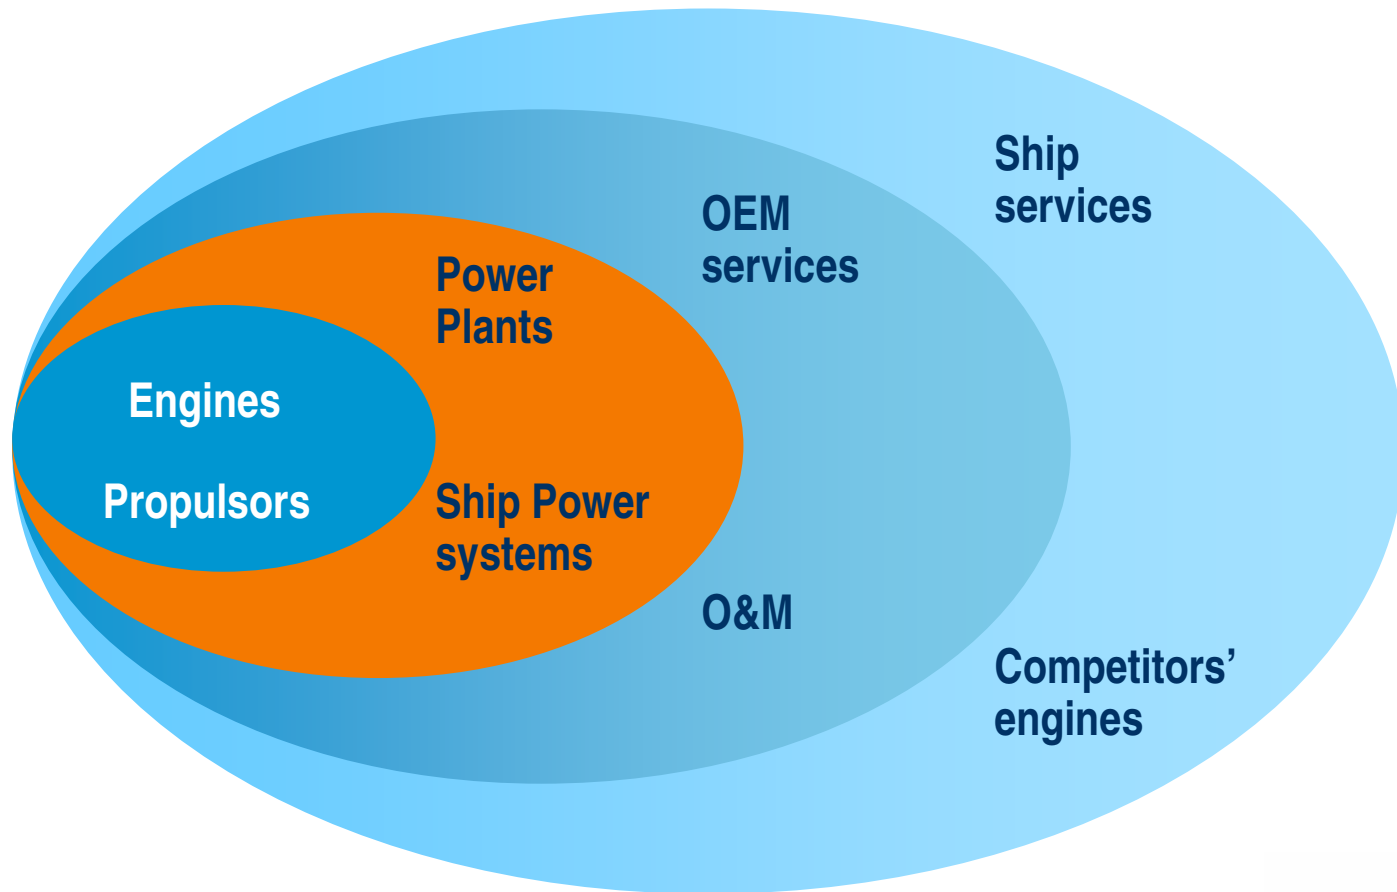 Engines
Propulsors
Power
Plants
Ship Power
systems
OEM
services
O&M
Ship
services
Competitors’
engines